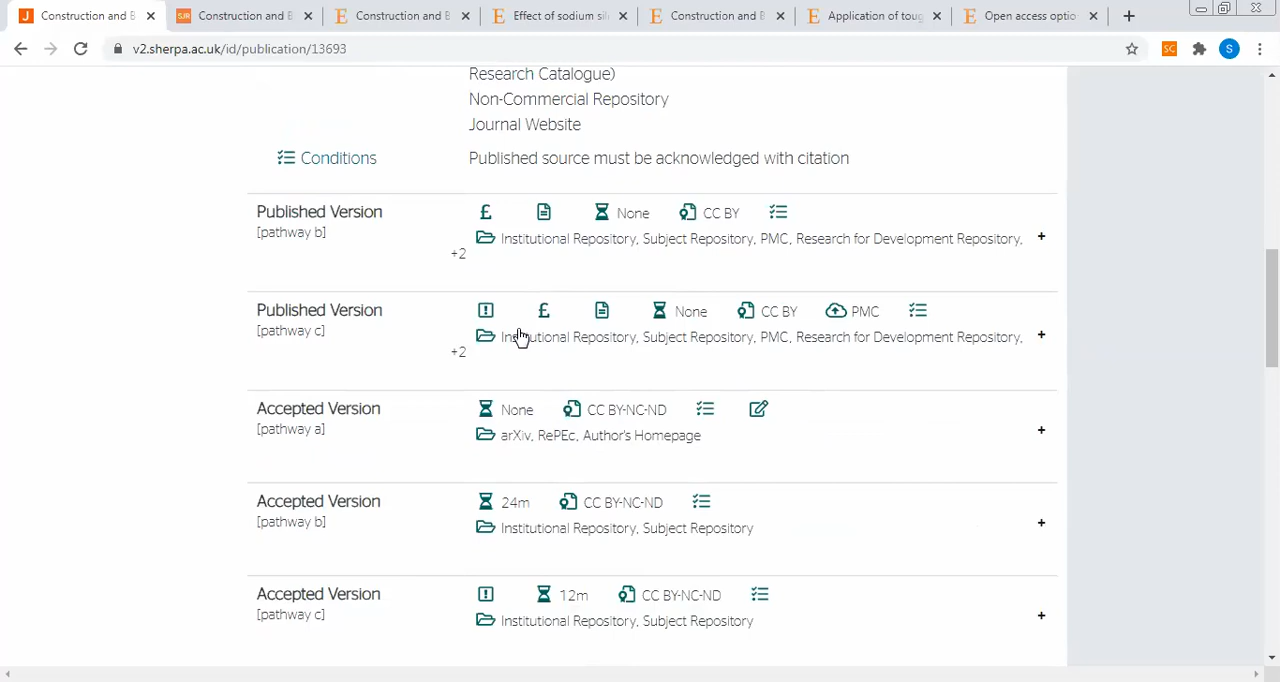 Construction and B
Construction and B
Construction and B
Effect of sodium sil
Construction and B
Application of toug
Open access optio
v2.sherpa.ac.uk/id/publication/13693
Research Catalogue)
Non-Commercial Repository
Journal Website
Conditions
Published source must be acknowledged with citation
Published Version
£ None CC BY
[pathway b]
Institutional Repository, Subject Repository, PMC, Research for Development Repository, +
+2
Published Version
£ None CC BY PMC
[pathway c]
Institutional Repository, Subject Repository, PMC, Research for Development Repository, +
+2
Accepted Version
None CC BY-NC-ND
[pathway a]
arXiv, RePEc, Author's Homepage +
Accepted Version
24m CC BY-NC-ND
[pathway b]
Institutional Repository, Subject Repository +
Accepted Version
12m CC BY-NC-ND
[pathway c]
Institutional Repository, Subject Repository +